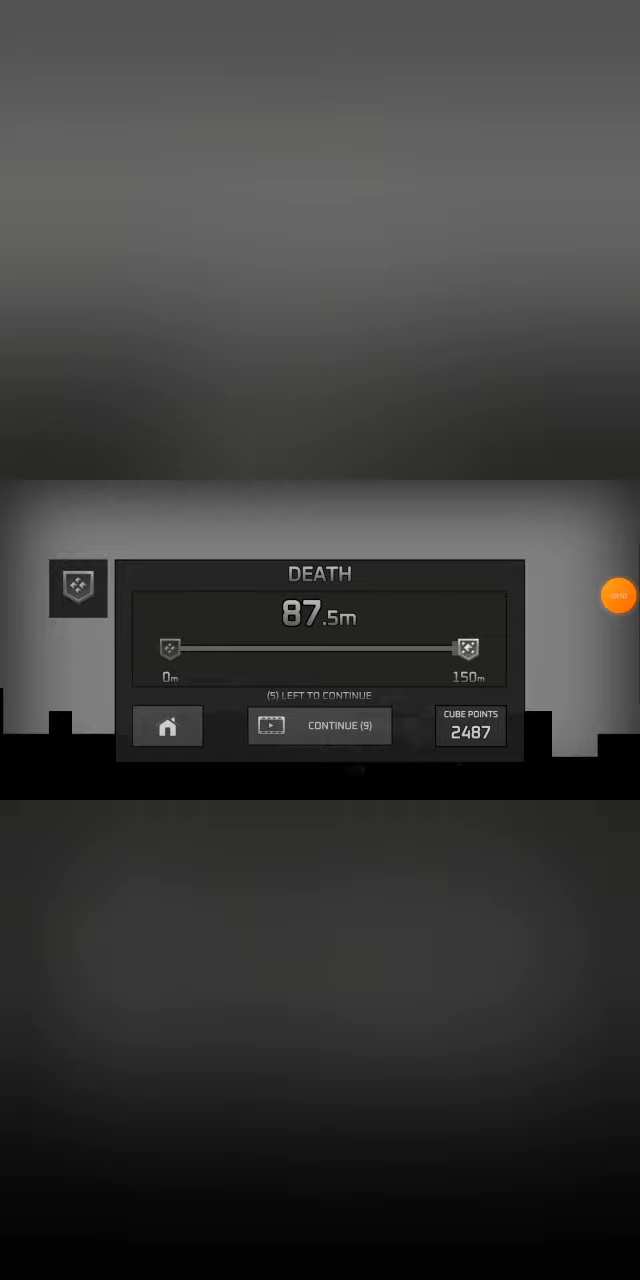 DEATH
87.5m
0m
150m
(5) LEFT TO CONTINUE
CONTINUE (9)
CUBE POINTS
2487